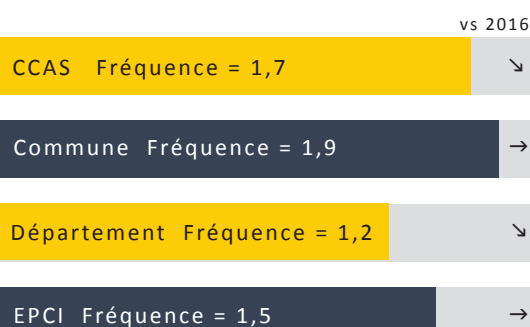 vs 2016
CCAS Fréquence = 1,7 ↘
Commune Fréquence = 1,9 →
Département Fréquence = 1,2 ↘
EPCI Fréquence = 1,5 →